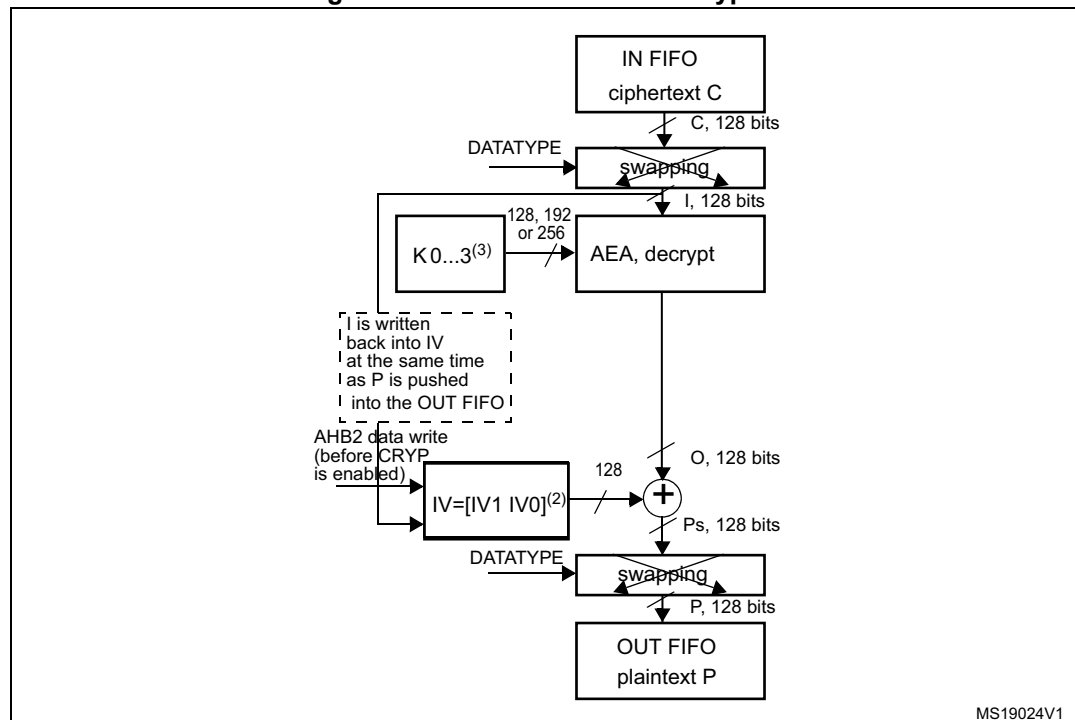 IN FIFO
ciphertext C
C, 128 bits
DATATYPE
swapping
I, 128 bits
128, 192
or 256
K 0...3(3)
AEA, decrypt
I is written
back into IV
at the same time
as P is pushed
into the OUT FIFO
AHB2 data write
(before CRYP
is enabled)
IV=[IV1 IV0](2)
128
O, 128 bits
+
Ps, 128 bits
DATATYPE
swapping
P, 128 bits
OUT FIFO
plaintext P
MS19024V1